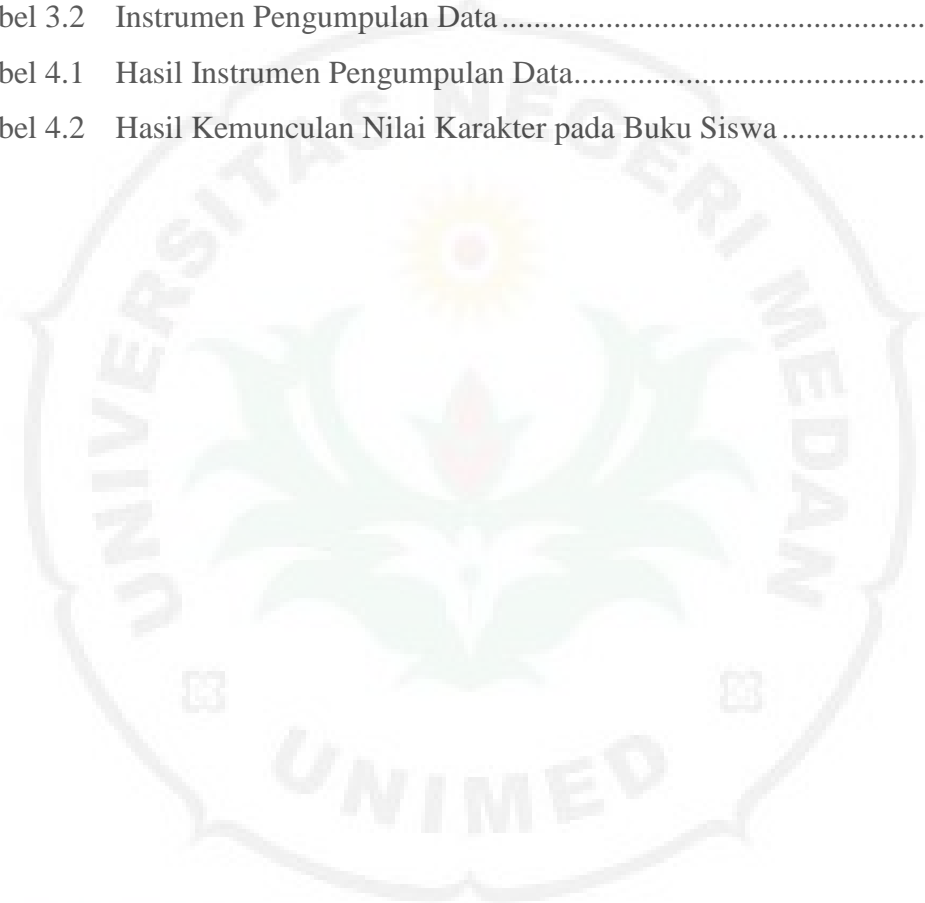 bel 3.2 Instrumen Pengumpulan Data....................................................
bel 4.1 Hasil Instrumen Pengumpulan Data...........................................
bel 4.2 Hasil Kemunculan Nilai Karakter pada Buku Siswa..................
UNIVERSITAS NEGERI MEDAN
UNIMED